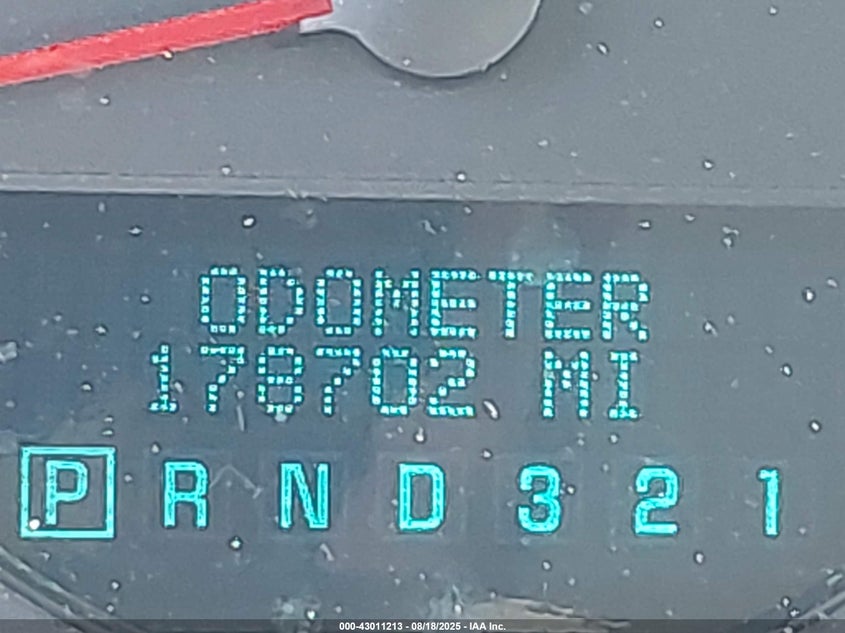 ODOMETER
178702 MI
P R N D 3 2 1
000-43011213 - 08/18/2025 - IAA Inc.